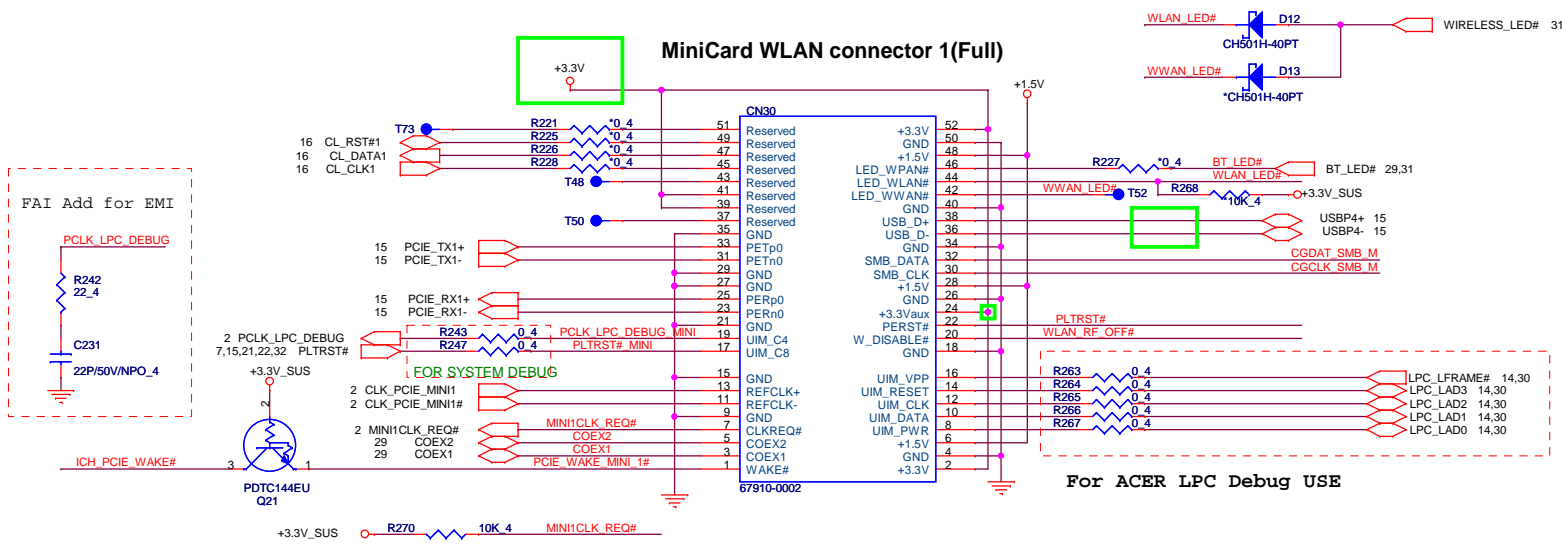 MiniCard WLAN connector 1(Full)
WLAN_LED#
D12
CH501H-40PT
WIRELESS_LED# 31
WWAN_LED#
D13
*CH501H-40PT
+3.3V
+1.5V
CN30
T73
R221 *0_4
51 Reserved
16 CL_RST#1
R225 *0_4
49 Reserved
16 CL_DATA1
R226 *0_4
47 Reserved
16 CL_CLK1
R228 *0_4
45 Reserved
T48
43 Reserved
41 Reserved
39 Reserved
T50
37 Reserved
35 GND
15 PCIE_TX1+
33 PETp0
15 PCIE_TX1-
31 PETn0
29 GND
27 GND
15 PCIE_RX1+
25 PERp0
15 PCIE_RX1-
23 PERn0
21 GND
2 PCLK_LPC_DEBUG
R243 0_4
PCLK_LPC_DEBUG_MINI
19 UIM_C4
7,15,21,22,32 PLTRST#
R247 0_4
PLTRST#_MINI
17 UIM_C8
FOR SYSTEM DEBUG
15 GND
2 CLK_PCIE_MINI1
13 REFCLK+
2 CLK_PCIE_MINI1#
11 REFCLK-
9 GND
2 MINI1CLK_REQ#
MINI1CLK_REQ#
7 CLKREQ#
29 COEX2
COEX2
5 COEX2
29 COEX1
COEX1
3 COEX1
PCIE_WAKE_MINI_1#
1 WAKE#
67910-0002
+3.3V 52
GND 50
+1.5V 48
LED_WPAN# 46
R227 *0_4
BT_LED#
BT_LED# 29,31
LED_WLAN# 44
WLAN_LED#
LED_WWAN# 42
WWAN_LED#
T52
R268
*10K_4
+3.3V_SUS
GND 40
USB_D+ 38
USBP4+ 15
USB_D- 36
USBP4- 15
GND 34
SMB_DATA 32
CGDAT_SMB_M
SMB_CLK 30
CGCLK_SMB_M
+1.5V 28
GND 26
+3.3Vaux 24
PERST# 22
PLTRST#
W_DISABLE# 20
WLAN_RF_OFF#
GND 18
UIM_VPP 16
R263 0_4
LPC_LFRAME# 14,30
UIM_RESET 14
R264 0_4
LPC_LAD3 14,30
UIM_CLK 12
R265 0_4
LPC_LAD2 14,30
UIM_DATA 10
R266 0_4
LPC_LAD1 14,30
UIM_PWR 8
R267 0_4
LPC_LAD0 14,30
+1.5V 6
GND 4
+3.3V 2
For ACER LPC Debug USE
FAI Add for EMI
PCLK_LPC_DEBUG
R242
22_4
C231
22P/50V/NPO_4
+3.3V_SUS
2
ICH_PCIE_WAKE#
3
1
PDTC144EU
Q21
+3.3V_SUS
R270
10K_4
MINI1CLK_REQ#